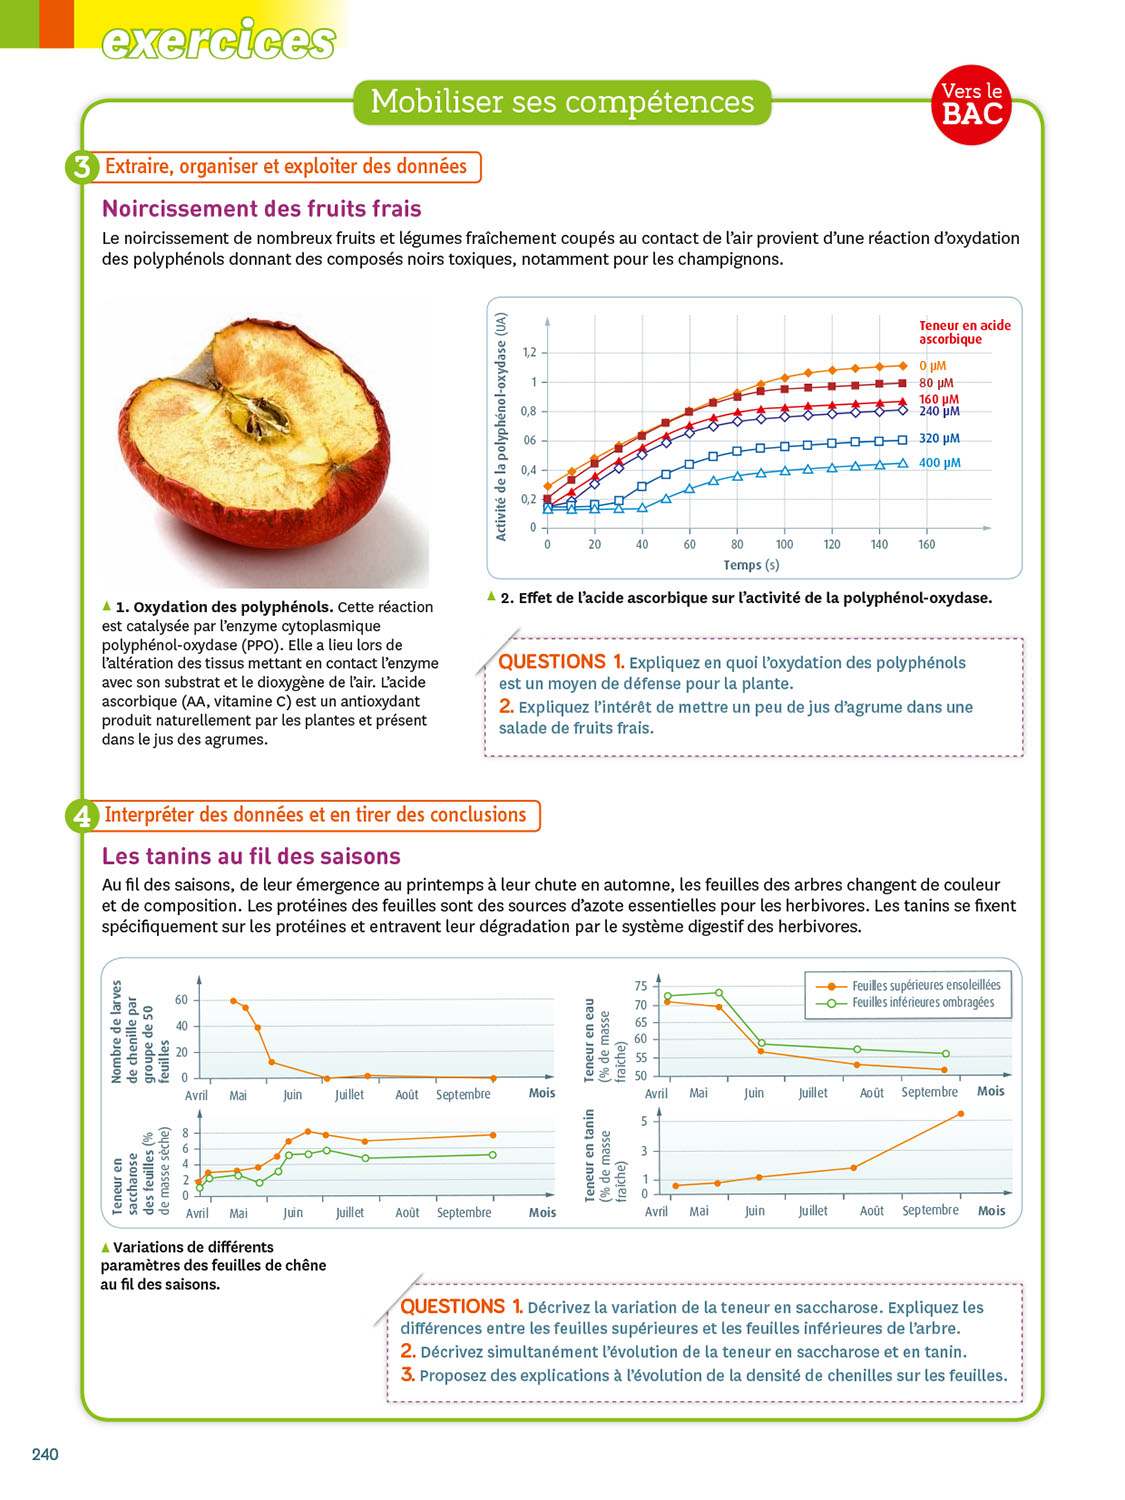 exercices
Mobiliser ses compétences
Vers le
BAC
3 Extraire, organiser et exploiter des données
Noircissement des fruits frais
Le noircissement de nombreux fruits et légumes fraîchement coupés au contact de l'air provient d'une réaction d'oxydation
des polyphénols donnant des composés noirs toxiques, notamment pour les champignons.
▲ 1. Oxydation des polyphénols. Cette réaction
est catalysée par l'enzyme cytoplasmique
polyphénol-oxydase (PPO). Elle a lieu lors de
l'altération des tissus mettant en contact l'enzyme
avec son substrat et le dioxygène de l'air. L'acide
ascorbique (AA, vitamine C) est un antioxydant
produit naturellement par les plantes et présent
dans le jus des agrumes.
Activité de la polyphénol-oxydase (UA)
1,2
1
0,8
06
0,4
0,2
0
0 20 40 60 80 100 120 140 160
Temps (s)
Teneur en acide
ascorbique
0 µM
80 µM
160 µM
240 µM
320 µM
400 µM
▲ 2. Effet de l'acide ascorbique sur l'activité de la polyphénol-oxydase.
QUESTIONS 1. Expliquez en quoi l'oxydation des polyphénols
est un moyen de défense pour la plante.
2. Expliquez l'intérêt de mettre un peu de jus d'agrume dans une
salade de fruits frais.
4 Interpréter des données et en tirer des conclusions
Les tanins au fil des saisons
Au fil des saisons, de leur émergence au printemps à leur chute en automne, les feuilles des arbres changent de couleur
et de composition. Les protéines des feuilles sont des sources d'azote essentielles pour les herbivores. Les tanins se fixent
spécifiquement sur les protéines et entravent leur dégradation par le système digestif des herbivores.
Nombre de larves
de chenille par
groupe de 50
feuilles
60
40
20
0
Avril Mai Juin Juillet Août Septembre Mois
Teneur en
saccharose
des feuilles (%
de masse sèche)
8
6
4
2
0
Avril Mai Juin Juillet Août Septembre Mois
Teneur en eau
(% de masse
fraîche)
75
70
65
60
55
50
Feuilles supérieures ensoleillées
Feuilles inférieures ombragées
Avril Mai Juin Juillet Août Septembre Mois
Teneur en tanin
(% de masse
fraîche)
5
3
1
0
Avril Mai Juin Juillet Août Septembre Mois
▲ Variations de différents
paramètres des feuilles de chêne
au fil des saisons.
QUESTIONS 1. Décrivez la variation de la teneur en saccharose. Expliquez les
différences entre les feuilles supérieures et les feuilles inférieures de l'arbre.
2. Décrivez simultanément l'évolution de la teneur en saccharose et en tanin.
3. Proposez des explications à l'évolution de la densité de chenilles sur les feuilles.
240